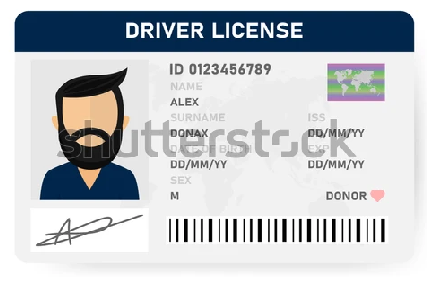 DRIVER LICENSE
ID 0123456789
NAME
ALEX
SURNAME ISS
DONAX DD/MM/YY
DATE OF BIRTH EXP
DD/MM/YY DD/MM/YY
SEX
M DONOR
shutterstock